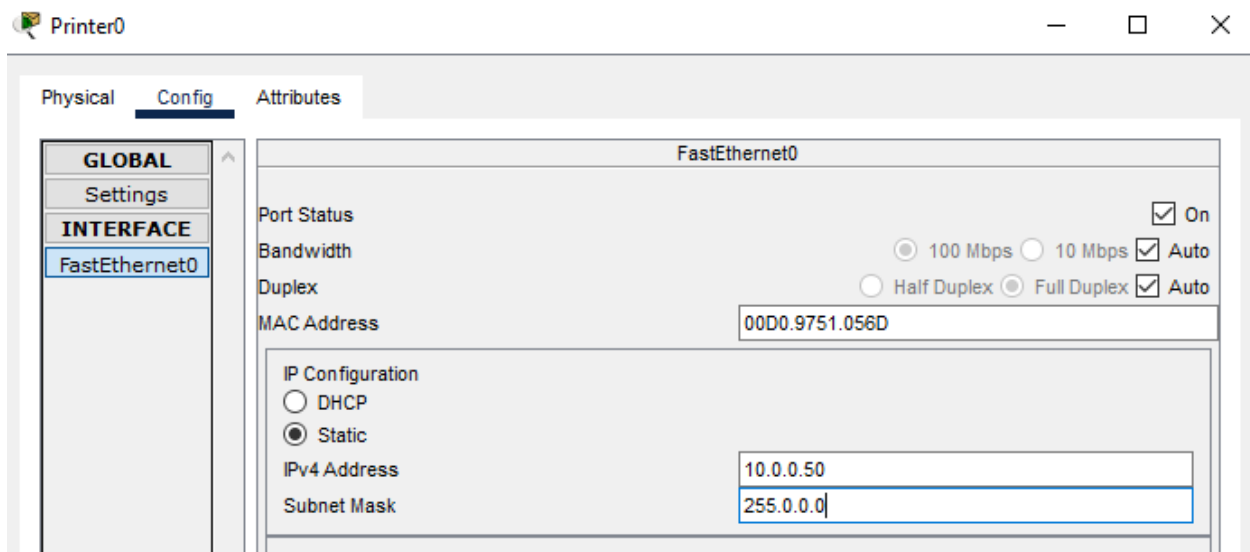 Printer0
Physical Config Attributes
GLOBAL
Settings
INTERFACE
FastEthernet0
FastEthernet0
Port Status On
Bandwidth 100 Mbps 10 Mbps Auto
Duplex Half Duplex Full Duplex Auto
MAC Address 00D0.9751.056D
IP Configuration
DHCP
Static
IPv4 Address 10.0.0.50
Subnet Mask 255.0.0.0